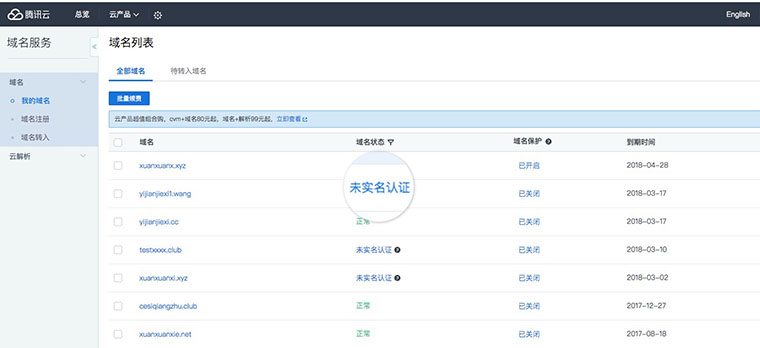 腾讯云 总览 云产品 English
域名服务
域名
我的域名
域名注册
域名转入
云解析
域名列表
全部域名 待转入域名
批量续费
云产品超值组合购，cvm+域名80元起，域名+解析99元起，立即查看
域名 域名状态 域名保护 到期时间
xuanxuanx.xyz 已开启 2018-04-28
yijianjiexi1.wang 未实名认证 已关闭 2018-03-17
yijianjiexi.cc 正常 已关闭 2018-03-17
testxxxx.club 未实名认证 已关闭 2018-03-10
xuanxuanxi.xyz 未实名认证 已关闭 2018-03-02
cesiqiangzhu.club 正常 已关闭 2017-12-27
xuanxuanxie.net 正常 已关闭 2017-08-18